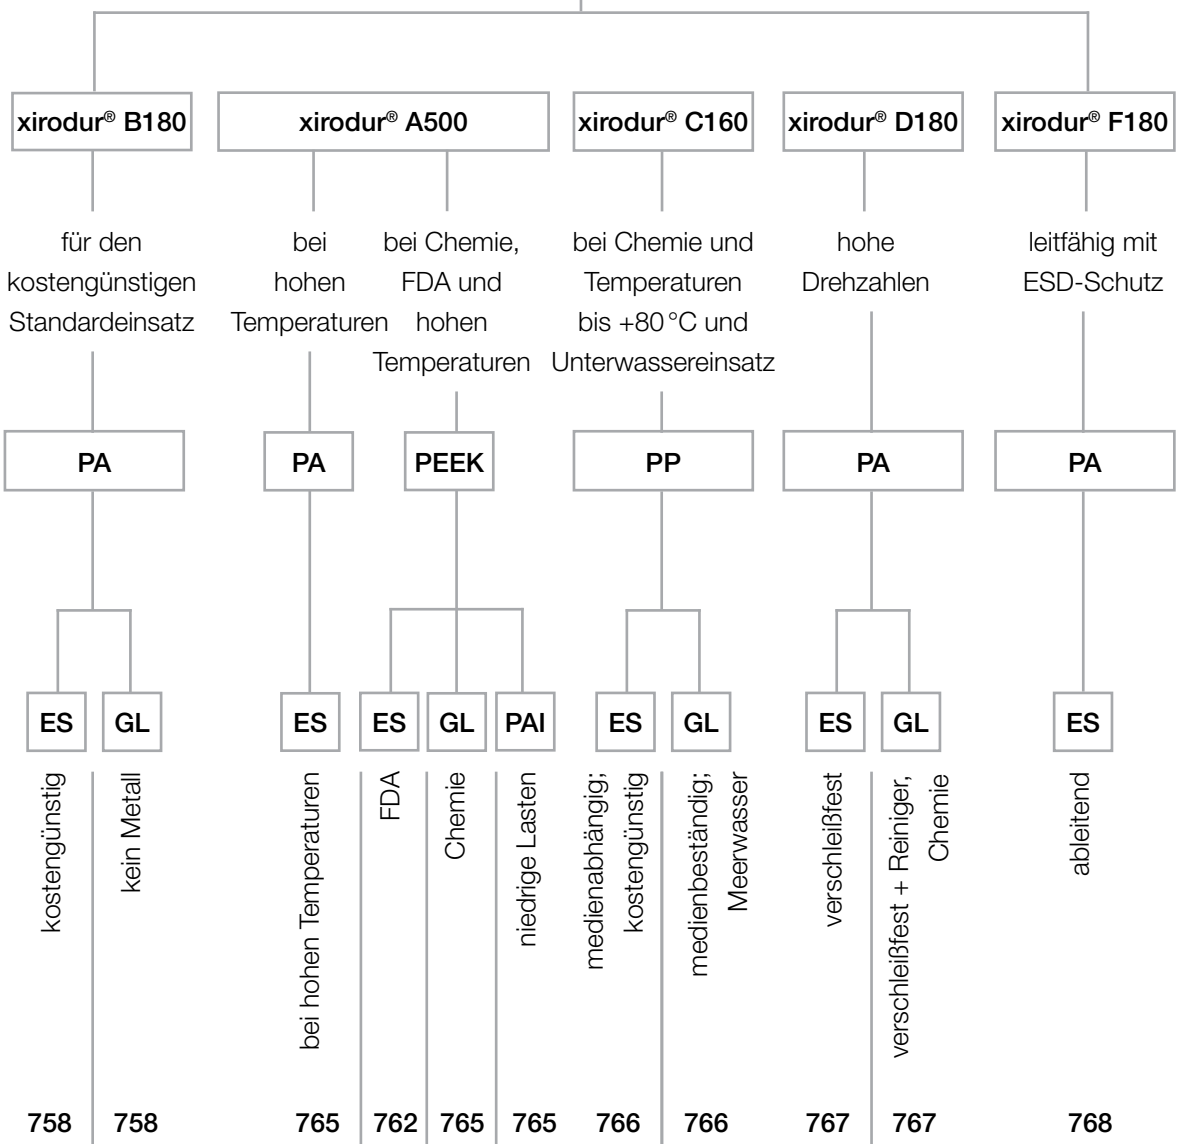 xirodur® B180
xirodur® A500
xirodur® C160
xirodur® D180
xirodur® F180
für den
kostengünstigen
Standardeinsatz
bei
hohen
Temperaturen
bei Chemie,
FDA und
hohen
Temperaturen
bei Chemie und
Temperaturen
bis +80 °C und
Unterwassereinsatz
hohe
Drehzahlen
leitfähig mit
ESD-Schutz
PA
PA
PEEK
PP
PA
PA
ES
GL
ES
ES
GL
PAI
ES
GL
ES
GL
ES
kostengünstig
kein Metall
bei hohen Temperaturen
FDA
Chemie
niedrige Lasten
medienabhängig;
kostengünstig
medienbeständig;
Meerwasser
verschleißfest
verschleißfest + Reiniger,
Chemie
ableitend
758
758
765
762
765
765
766
766
767
767
768